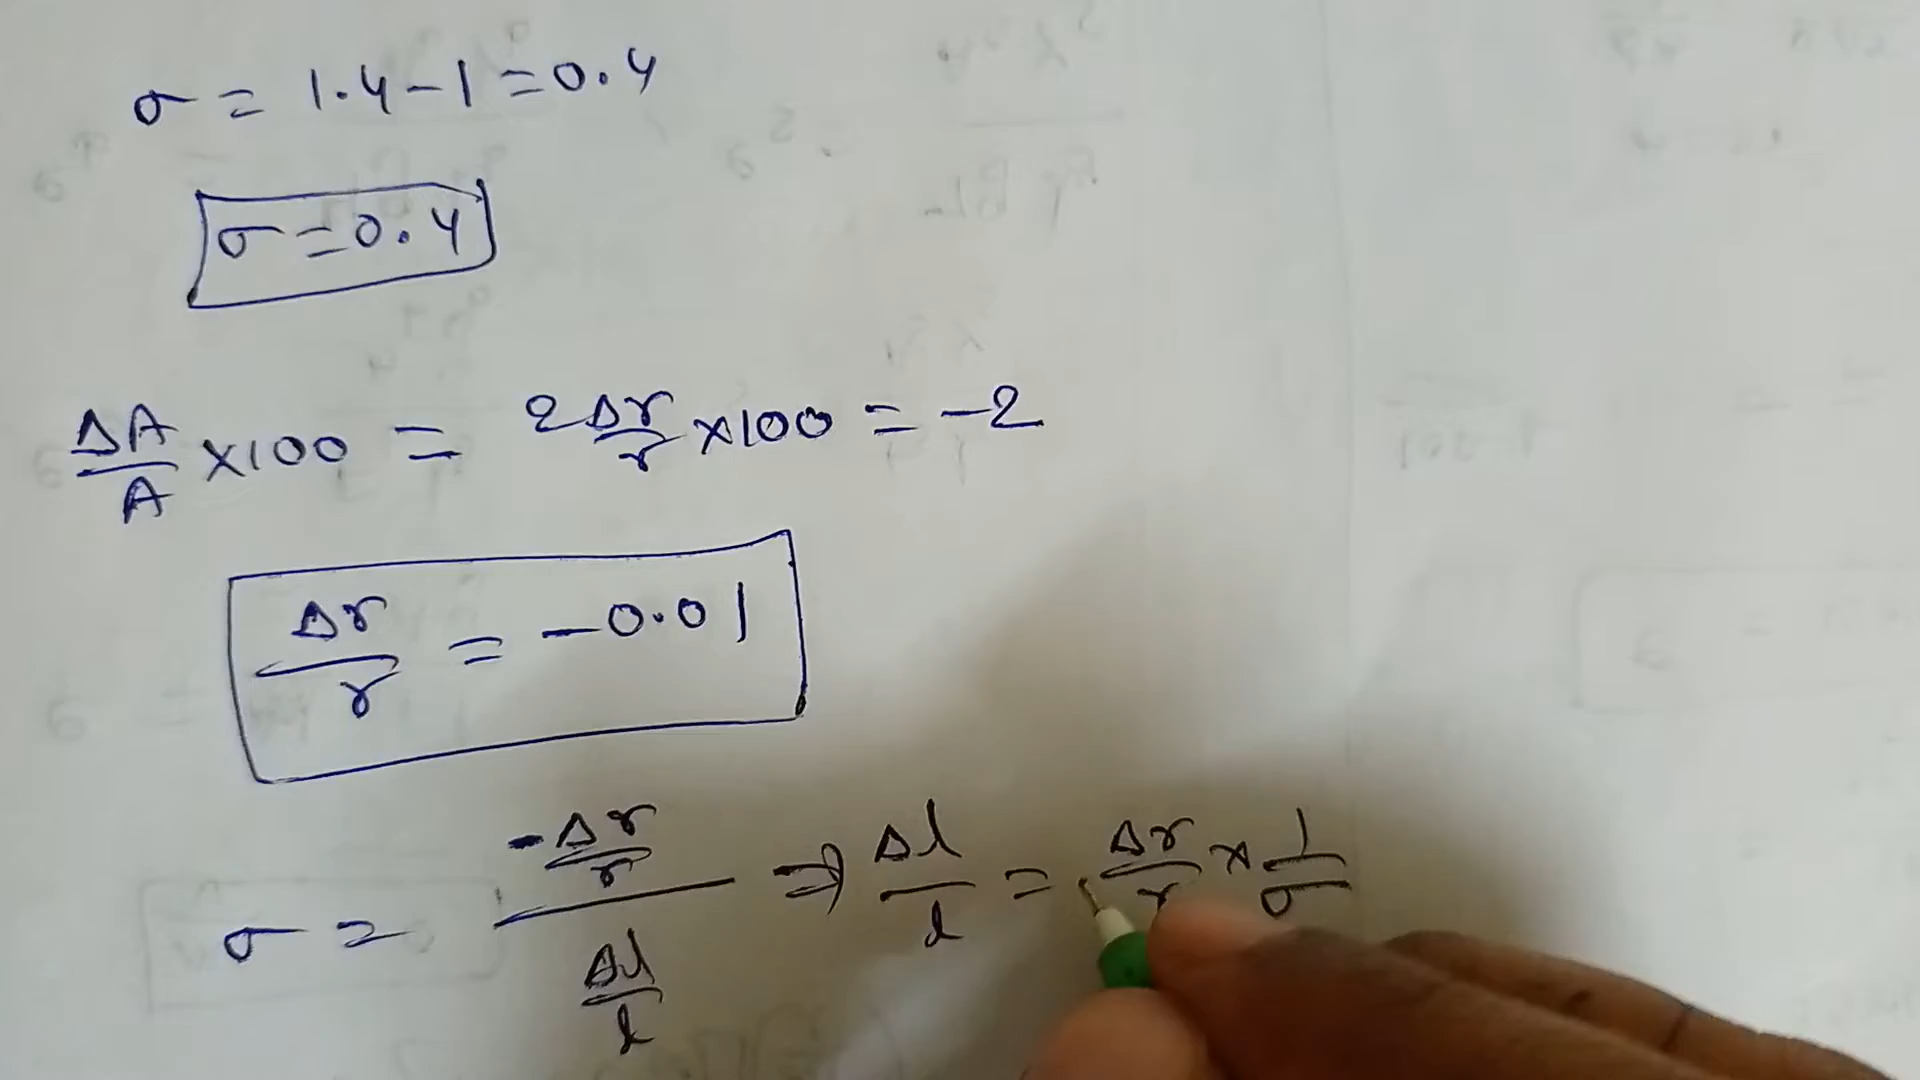 σ = 1.4 - 1 = 0.4
σ = 0.4
ΔA/A × 100 = 2Δr/r × 100 = -2
Δr/r = -0.01
σ = (-Δr/r)/(Δl/l) ⇒ Δl/l = Δr/r × 1/σ